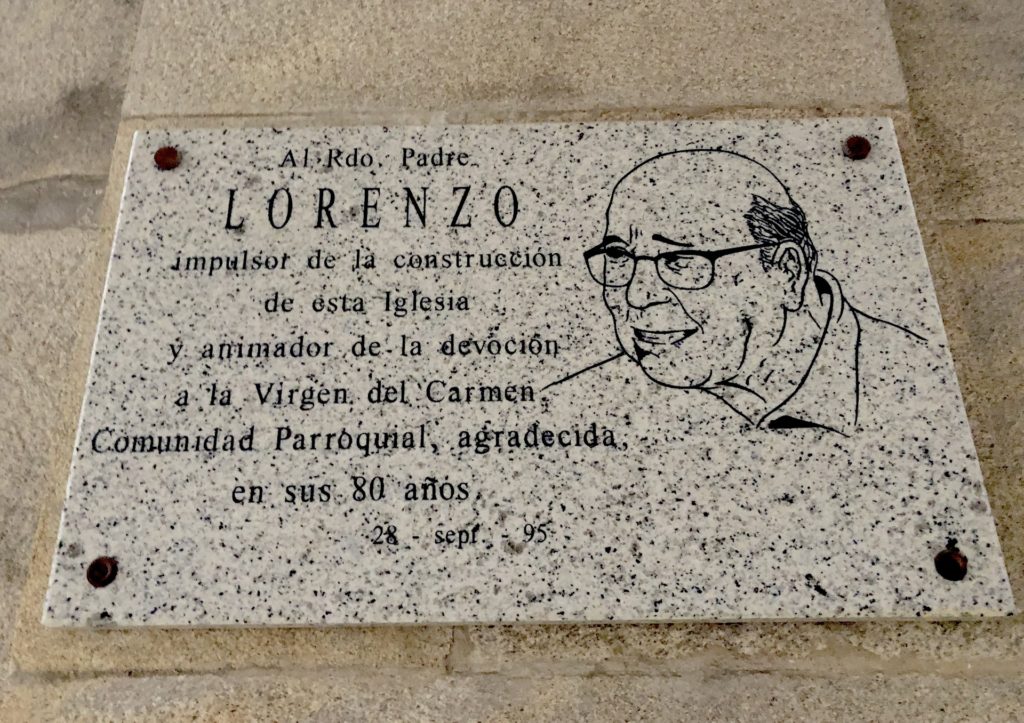 Al Rdo. Padre
LORENZO
impulsor de la construcción
de esta Iglesia
y animador de la devoción
a la Virgen del Carmen.
Comunidad Parroquial, agradecida,
en sus 80 años.
28 - sept. - 95